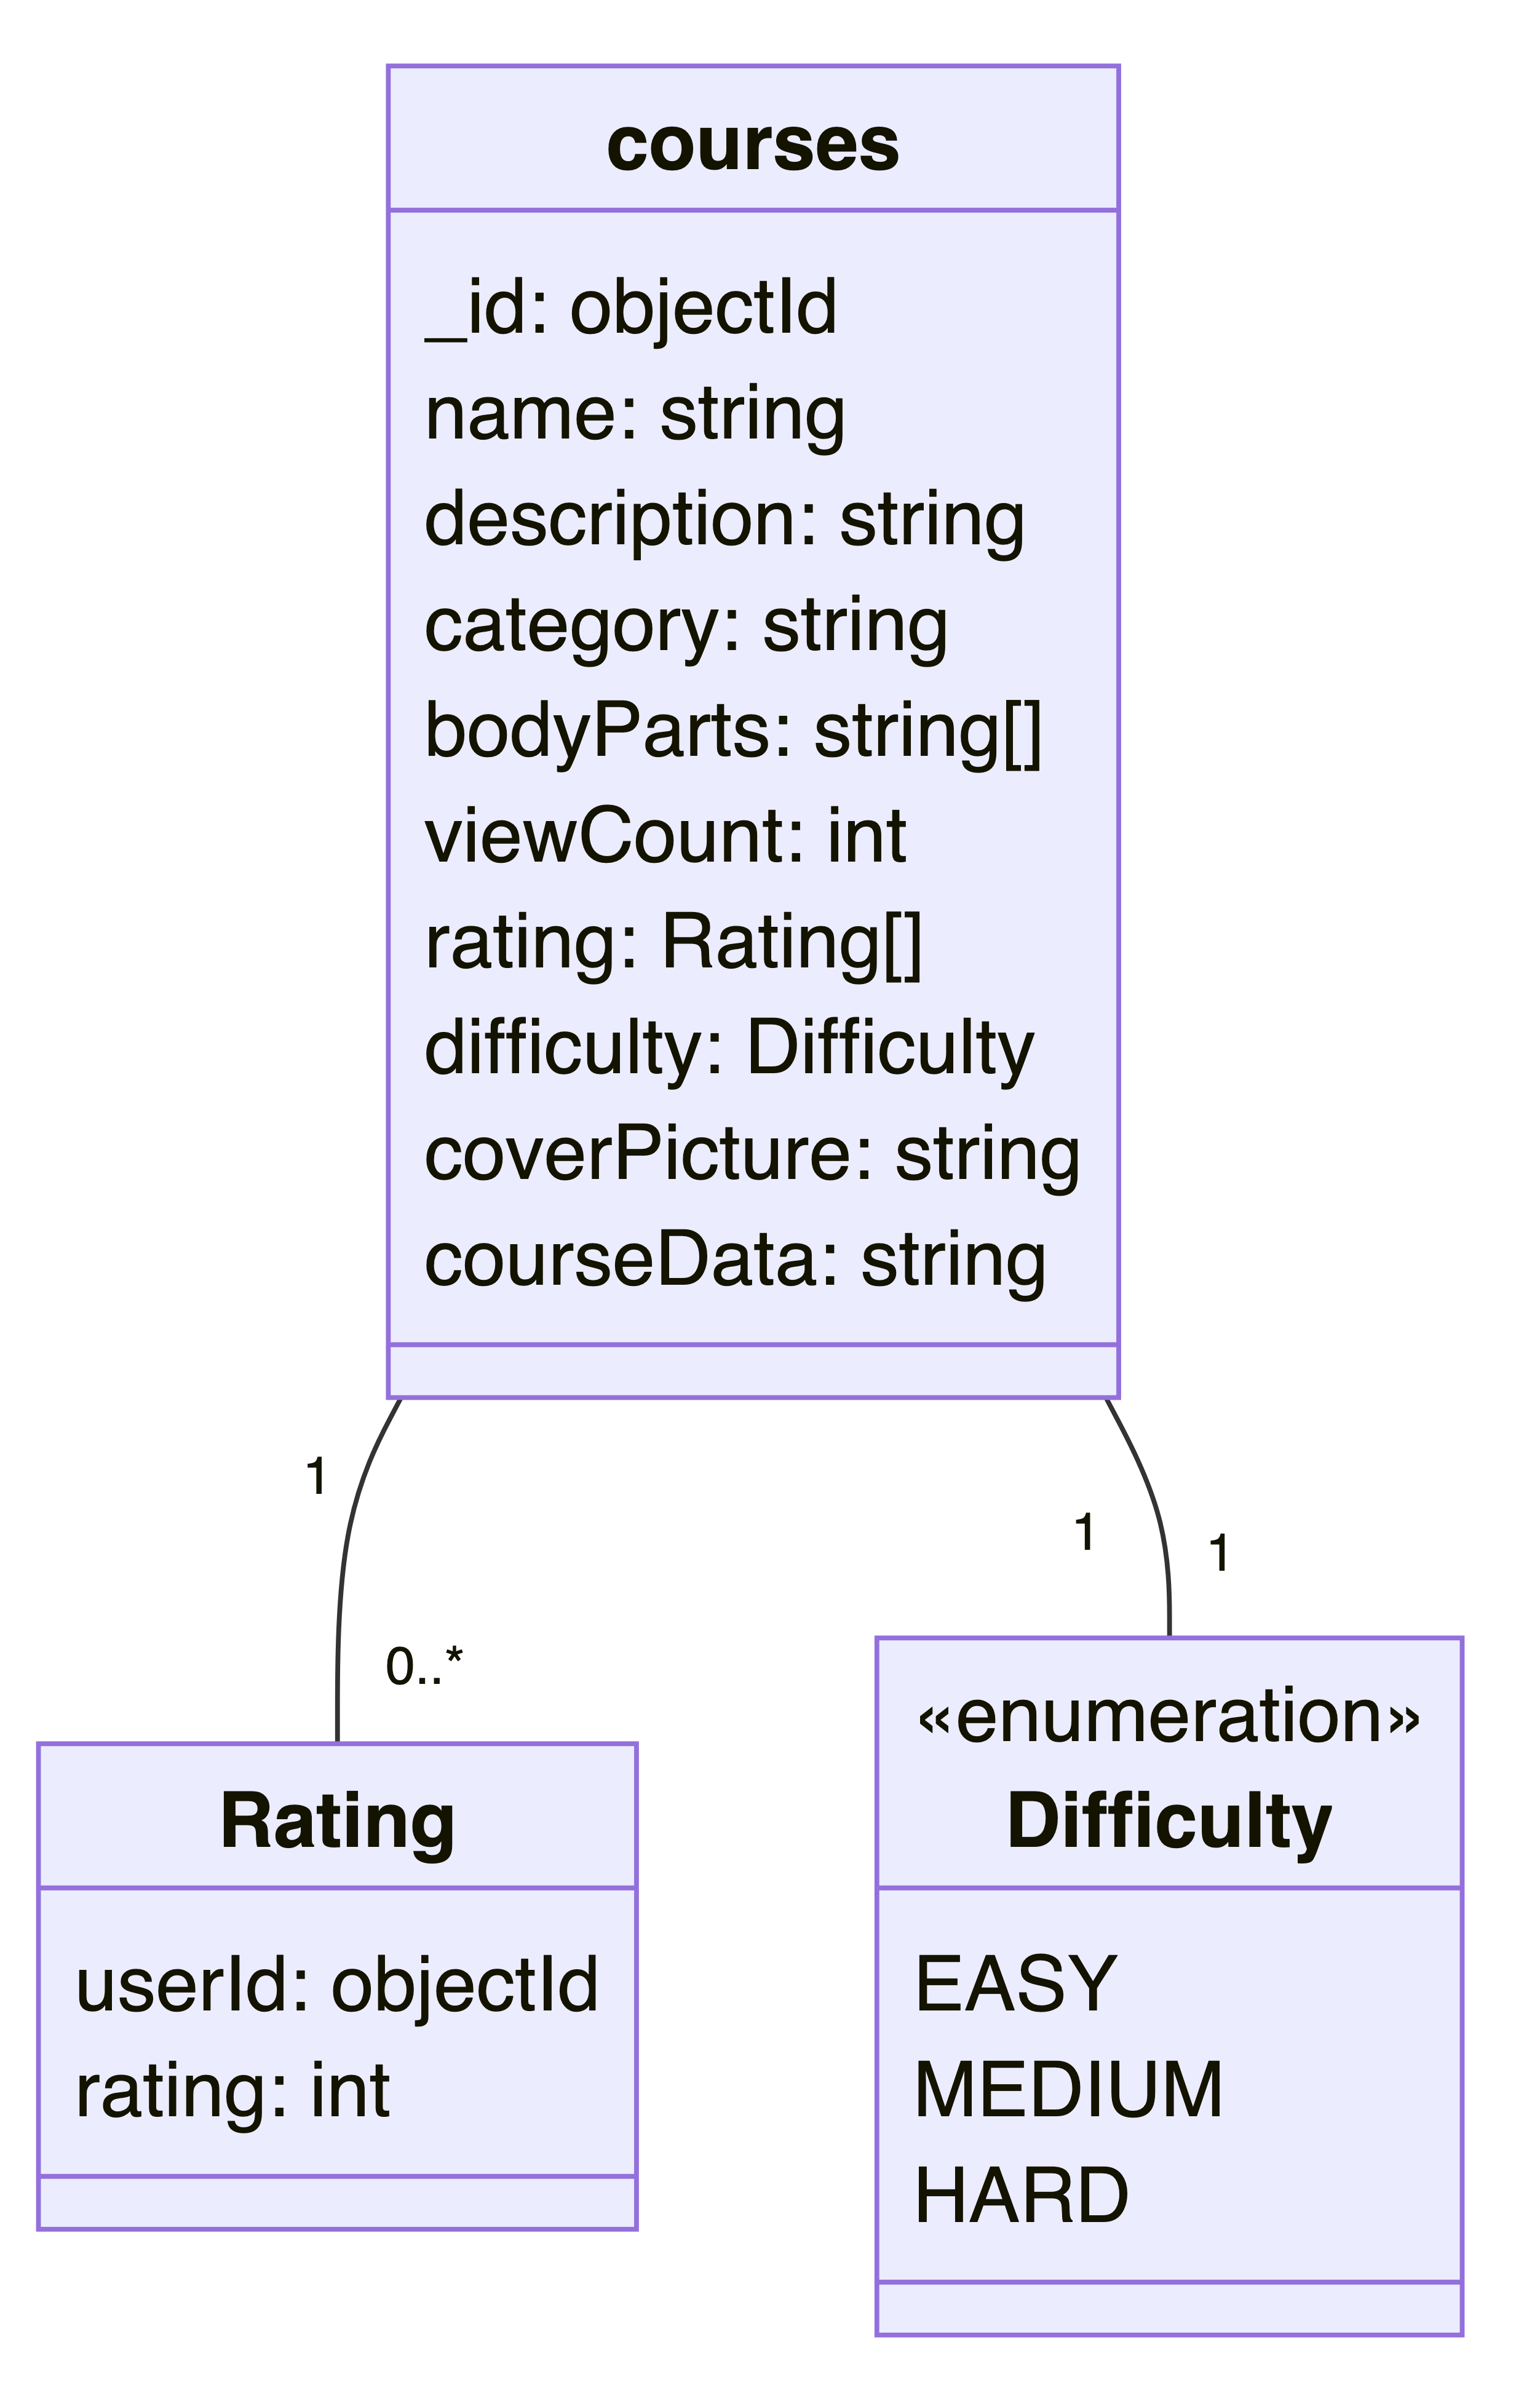 courses
_id: objectId
name: string
description: string
category: string
bodyParts: string[]
viewCount: int
rating: Rating[]
difficulty: Difficulty
coverPicture: string
courseData: string
1
0..*
1
1
Rating
userId: objectId
rating: int
«enumeration»
Difficulty
EASY
MEDIUM
HARD